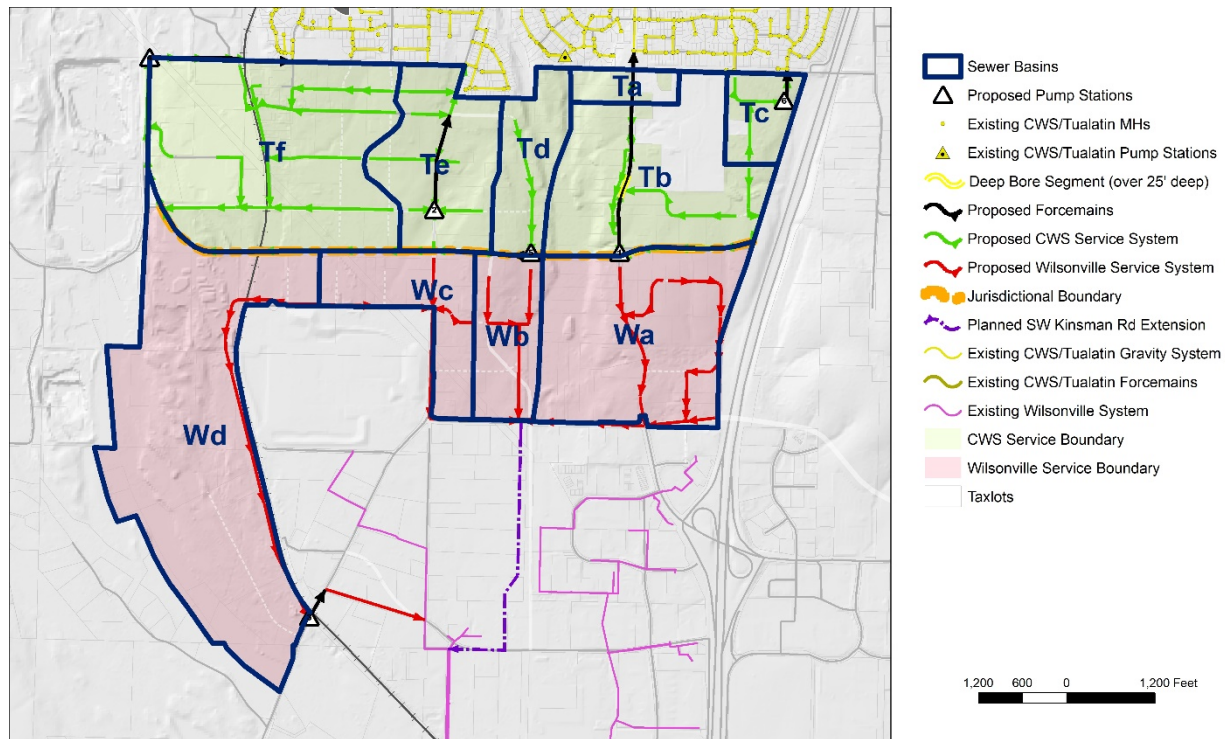 Ta
Tc
6
Tf
Te
Td
Tb
2
Wc
Wb
Wa
Wd
Sewer Basins
Proposed Pump Stations
Existing CWS/Tualatin MHs
Existing CWS/Tualatin Pump Stations
Deep Bore Segment (over 25' deep)
Proposed Forcemains
Proposed CWS Service System
Proposed Wilsonville Service System
Jurisdictional Boundary
Planned SW Kinsman Rd Extension
Existing CWS/Tualatin Gravity System
Existing CWS/Tualatin Forcemains
Existing Wilsonville System
CWS Service Boundary
Wilsonville Service Boundary
Taxlots
1,200 600 0 1,200 Feet